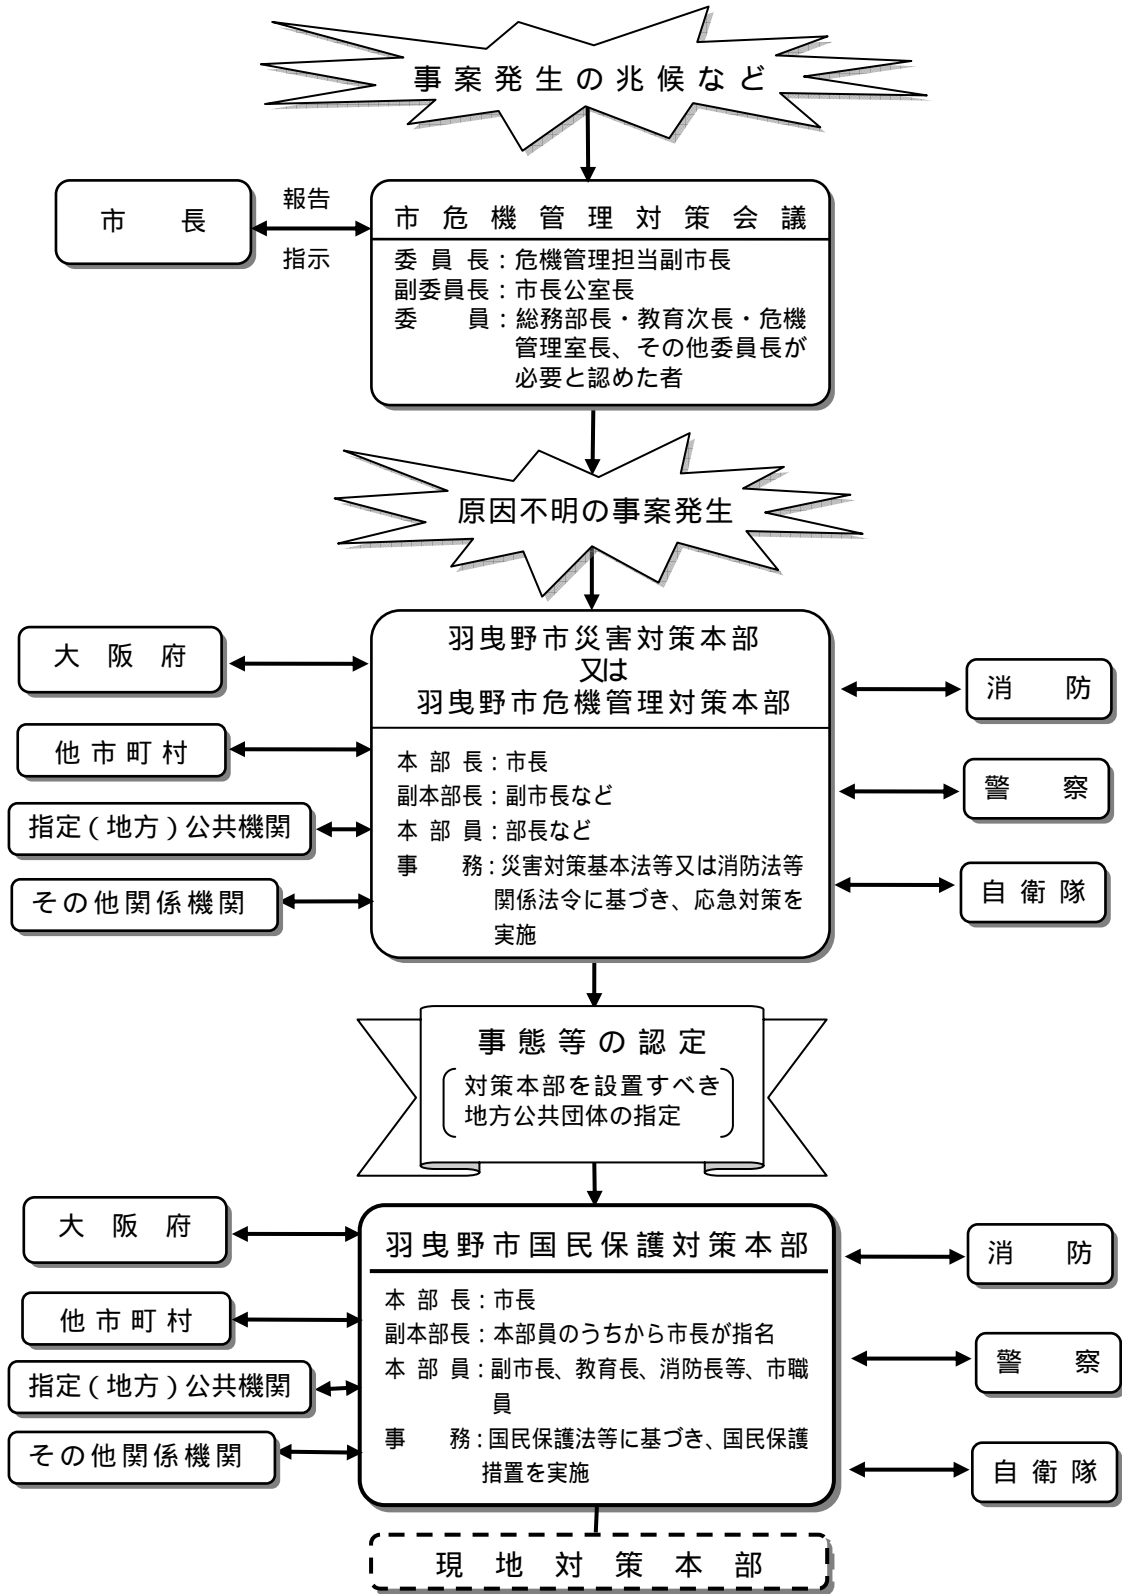 事案発生の兆候など
市長
報告
指示
市危機管理対策会議
委員長：危機管理担当副市長
副委員長：市長公室長
委員：総務部長・教育次長・危機
管理室長、その他委員長が
必要と認めた者
原因不明の事案発生
羽曳野市災害対策本部
又は
羽曳野市危機管理対策本部
本部長：市長
副本部長：副市長など
本部員：部長など
事務：災害対策基本法等又は消防法等
関係法令に基づき、応急対策を
実施
大阪府
他市町村
指定（地方）公共機関
その他関係機関
消防
警察
自衛隊
事態等の認定
対策本部を設置すべき
地方公共団体の指定
羽曳野市国民保護対策本部
本部長：市長
副本部長：本部員のうちから市長が指名
本部員：副市長、教育長、消防長等、市職
員
事務：国民保護法等に基づき、国民保護
措置を実施
大阪府
他市町村
指定（地方）公共機関
その他関係機関
消防
警察
自衛隊
現地対策本部